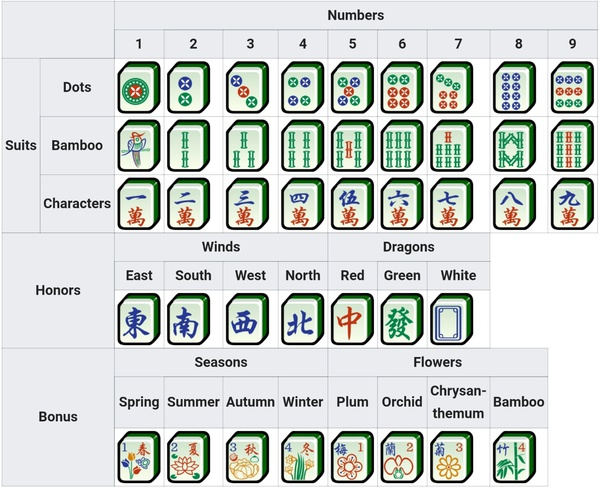 Numbers
1 2 3 4 5 6 7 8 9
Suits
Dots
Bamboo
Characters
一萬 二萬 三萬 四萬 伍萬 六萬 七萬 八萬 九萬
Honors
Winds Dragons
East South West North Red Green White
東 南 西 北 中 發
Bonus
Seasons Flowers
Spring Summer Autumn Winter Plum Orchid Chrysan-
themum Bamboo
1 春 2 夏 3 秋 4 冬 梅 1 蘭 2 菊 3 竹 4